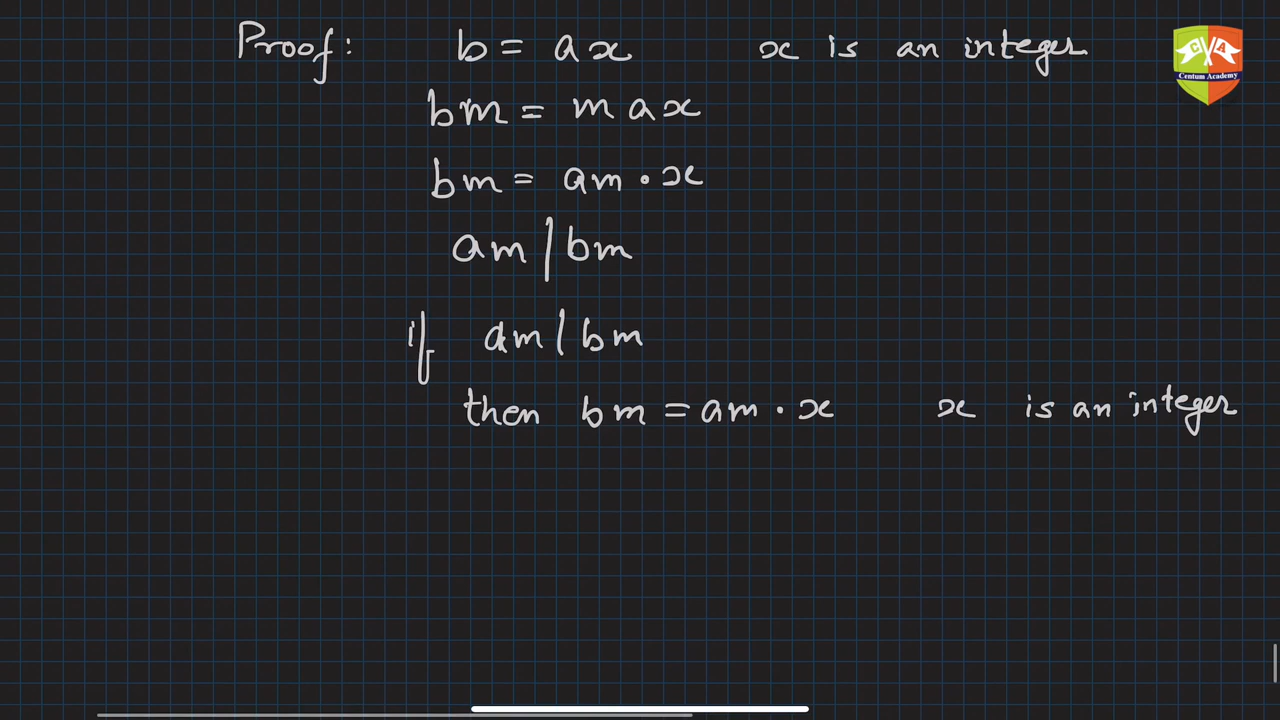 Proof: b = ax x is an integer
bm = m a x
bm = am · x
am | bm
if am | bm
then bm = am · x x is an integer
C A
Centum Academy